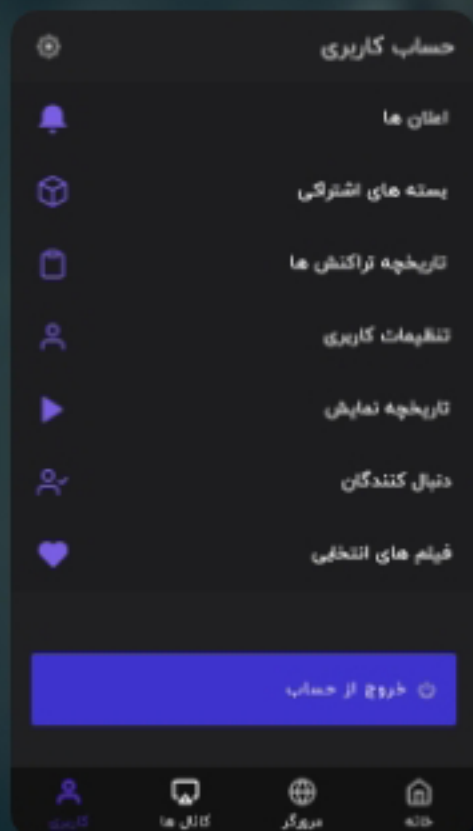 حساب کاربری
اعلان ها
بسته های اشتراکی
تاریخچه تراکنش ها
تنظیمات کاربری
تاریخچه نمایش
دنبال کنندگان
فیلم های انتخابی
خروج از حساب
خانه
مرورگر
کانال ها
کاربری